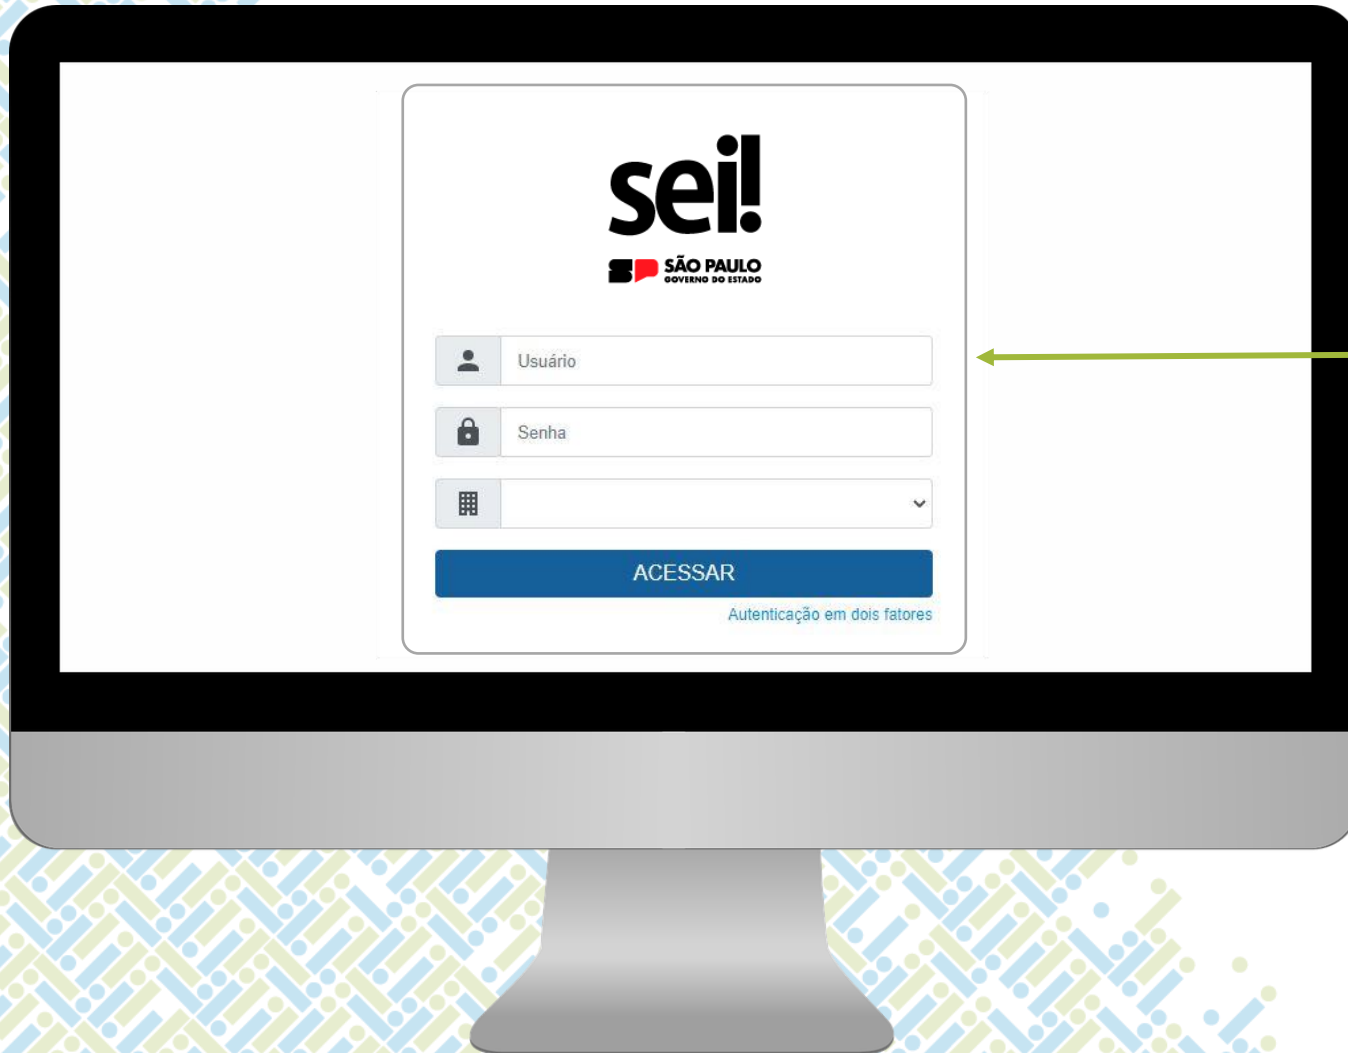 sei!
SÃO PAULO
GOVERNO DO ESTADO
Usuário
Senha
ACESSAR
Autenticação em dois fatores